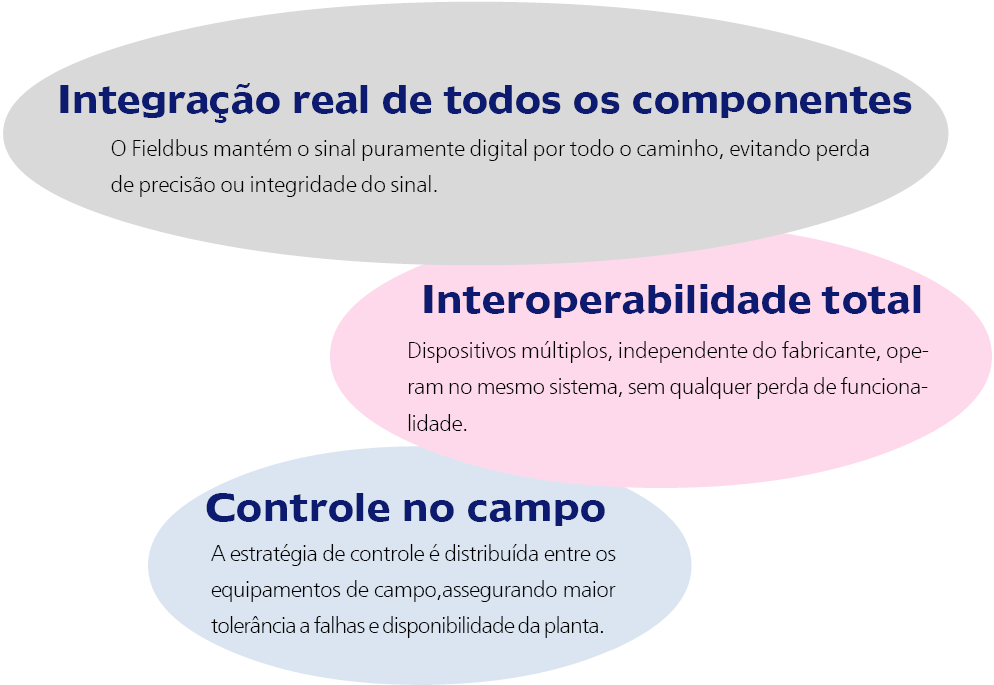 Integração real de todos os componentes
O Fieldbus mantém o sinal puramente digital por todo o caminho, evitando perda
de precisão ou integridade do sinal.
Interoperabilidade total
Dispositivos múltiplos, independente do fabricante, ope-
ram no mesmo sistema, sem qualquer perda de funciona-
lidade.
Controle no campo
A estratégia de controle é distribuída entre os
equipamentos de campo,assegurando maior
tolerância a falhas e disponibilidade da planta.